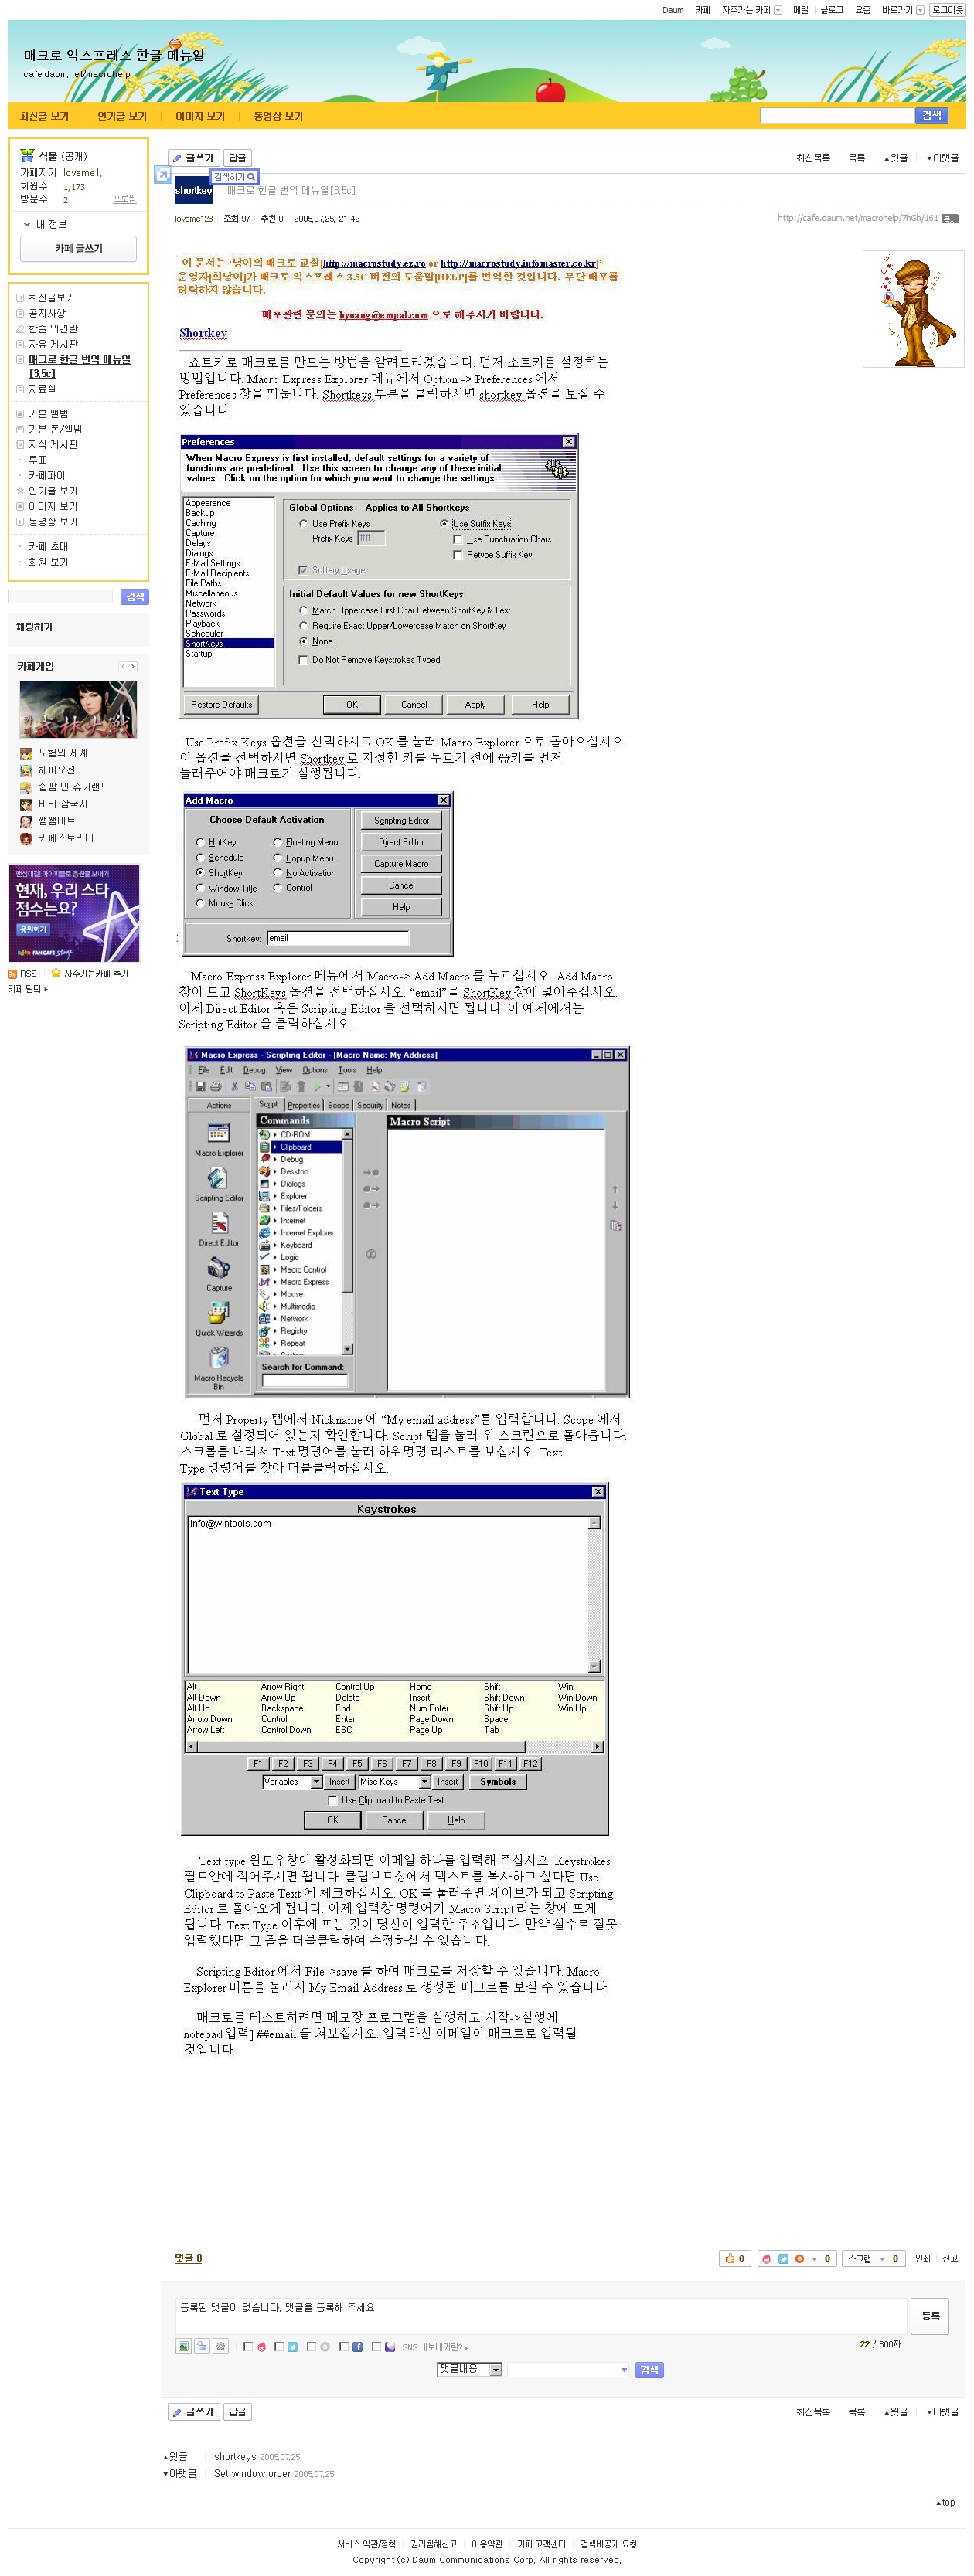 Daum 카페 자주가는 카페 메일 블로그 요즘 바로가기 로그아웃
매크로 익스프레스 한글 메뉴얼
cafe.daum.net/macrohelp
최신글 보기 인기글 보기 이미지 보기 동영상 보기 검색
식물 (공개)
카페지기 loveme1..
회원수 1,173
방문수 2 프로필
내 정보
카페 글쓰기
최신글보기
공지사항
한줄 의견란
자유 게시판
매크로 한글 번역 메뉴얼
[3.5c]
자료실
기본 앨범
기본 폰/앨범
지식 게시판
투표
카페파이
인기글 보기
이미지 보기
동영상 보기
카페 초대
회원 보기
검색
채팅하기
카페게임
모험의 세계
해피오션
쉽팜 인 슈가랜드
비바 삼국지
쌤쌤마트
카페스토리아
맨심대결! 마이피플로 응원글 보내기
현재, 우리 스타
점수는요?
응원하기
Daum FANCAFE stage
RSS 자주가는카페 추가
카페 탈퇴
글쓰기 답글 최신목록 목록 윗글 아랫글
검색하기
shortkey 매크로 한글 번역 메뉴얼[3.5c]
loveme123 조회 97 추천 0 2005.07.25. 21:42 http://cafe.daum.net/macrohelp/7hGh/161 복사
이 문서는 ‘낭이의 매크로 교실[http://macrostudy.ez.ro or http://macrostudy.infomaster.co.kr]’
운영자[희낭이]가 매크로 익스프레스 3.5C 버전의 도움말[HELP]를 번역한 것입니다. 무단 배포를
허락하지 않습니다.
배포관련 문의는 hynang@empal.com 으로 해주시기 바랍니다.
Shortkey
쇼트키로 매크로를 만드는 방법을 알려드리겠습니다. 먼저 소트키를 설정하는
방법입니다. Macro Express Explorer 메뉴에서 Option -> Preferences 에서
Preferences 창을 띄웁니다. Shortkeys 부분을 클릭하시면 shortkey 옵션을 보실 수
있습니다.
Preferences
When Macro Express is first installed, default settings for a variety of
functions are predefined. Use this screen to change any of these initial
values. Click on the option for which you would like to make changes.
Appearance
Backup
Caching
Capture
Delays
Dialogs
E-Mail Settings
E-Mail Recipients
File Paths
Miscellaneous
Network
Passwords
Playback
Scheduler
ShortKeys
Startup
Global Options -- Applies to All Shortkeys
Use Prefix Keys Use Suffix Keys
Prefix Keys ## Use Punctuation Chars
Retype Suffix Key
Solitary Usage
Initial Default Values for new ShortKeys
Match Uppercase First Char Between ShortKey & Text
Require Exact Upper/Lowercase Match on ShortKey
None
Do Not Remove Keystrokes Typed
Restore Defaults OK Cancel Apply Help
Use Prefix Keys 옵션을 선택하시고 OK 를 눌러 Macro Explorer 으로 돌아오십시오.
이 옵션을 선택하시면 Shortkey 로 지정한 키를 누르기 전에 ##키를 먼저
눌러주어야 매크로가 실행됩니다.
Add Macro
Choose Default Activation
HotKey Floating Menu
Schedule Popup Menu
ShortKey No Activation
Window Title Control
Mouse Click
Scripting Editor
Direct Editor
Capture Macro
Cancel
Help
Shortkey: email
Macro Express Explorer 메뉴에서 Macro-> Add Macro 를 누르십시오. Add Macro
창이 뜨고 ShortKeys 옵션을 선택하십시오. “email”을 ShortKey 창에 넣어주십시오.
이제 Direct Editor 혹은 Scripting Editor 을 선택하시면 됩니다. 이 예제에서는
Scripting Editor 을 클릭하십시오.
Macro Express - Scripting Editor - [Macro Name: My Address]
File Edit Debug View Options Tools Help
Actions Script Properties Scope Security Notes
Macro Explorer
Scripting Editor
Direct Editor
Capture
Quick Wizards
Macro Recycle
Bin
Commands
CD-ROM
Clipboard
Debug
Desktop
Dialogs
Explorer
Files/Folders
Internet
Internet Explorer
Keyboard
Logic
Macro Control
Macro Express
Mouse
Multimedia
Network
Registry
Repeat
System
Search for Command:
Macro Script
먼저 Property 텝에서 Nickname 에 “My email address”를 입력합니다. Scope 에서
Global 로 설정되어 있는지 확인합니다. Script 텝을 눌러 위 스크린으로 돌아옵니다.
스크롤를 내려서 Text 명령어를 눌러 하위명령 리스트를 보십시오. Text
Type 명령어를 찾아 더블클릭하십시오.
Text Type
Keystrokes
info@wintools.com
Alt Arrow Right Control Up Home Shift Win
Alt Down Arrow Up Delete Insert Shift Down Win Down
Alt Up Backspace End Num Enter Shift Up Win Up
Arrow Down Control Enter Page Down Space
Arrow Left Control Down ESC Page Up Tab
F1 F2 F3 F4 F5 F6 F7 F8 F9 F10 F11 F12
Variables Insert Misc Keys Insert Symbols
Use Clipboard to Paste Text
OK Cancel Help
Text type 윈도우창이 활성화되면 이메일 하나를 입력해 주십시오. Keystrokes
필드안에 적어주시면 됩니다. 클립보드상에서 텍스트를 복사하고 싶다면 Use
Clipboard to Paste Text 에 체크하십시오. OK 를 눌러주면 세이브가 되고 Scripting
Editor 로 돌아오게 됩니다. 이제 입력창 명령어가 Macro Script 라는 창에 뜨게
됩니다. Text Type 이후에 뜨는 것이 당신이 입력한 주소입니다. 만약 실수로 잘못
입력했다면 그 줄을 더블클릭하여 수정하실 수 있습니다.
Scripting Editor 에서 File->save 를 하여 매크로를 저장할 수 있습니다. Macro
Explorer 버튼을 눌러서 My Email Address 로 생성된 매크로를 보실 수 있습니다.
매크로를 테스트하려면 메모장 프로그램을 실행하고[시작->실행에
notepad 입력] ##email 을 쳐보십시오. 입력하신 이메일이 매크로로 입력될
것입니다.
댓글 0 0 0 스크랩 0 인쇄 신고
등록된 댓글이 없습니다. 댓글을 등록해 주세요. 등록
SNS 내보내기란? 22 / 300자
댓글내용 검색
글쓰기 답글 최신목록 목록 윗글 아랫글
윗글 shortkeys 2005.07.25
아랫글 Set window order 2005.07.25
top
서비스 약관/정책 권리침해신고 이용약관 카페 고객센터 검색비공개 요청
Copyright (c) Daum Communications Corp. All rights reserved.